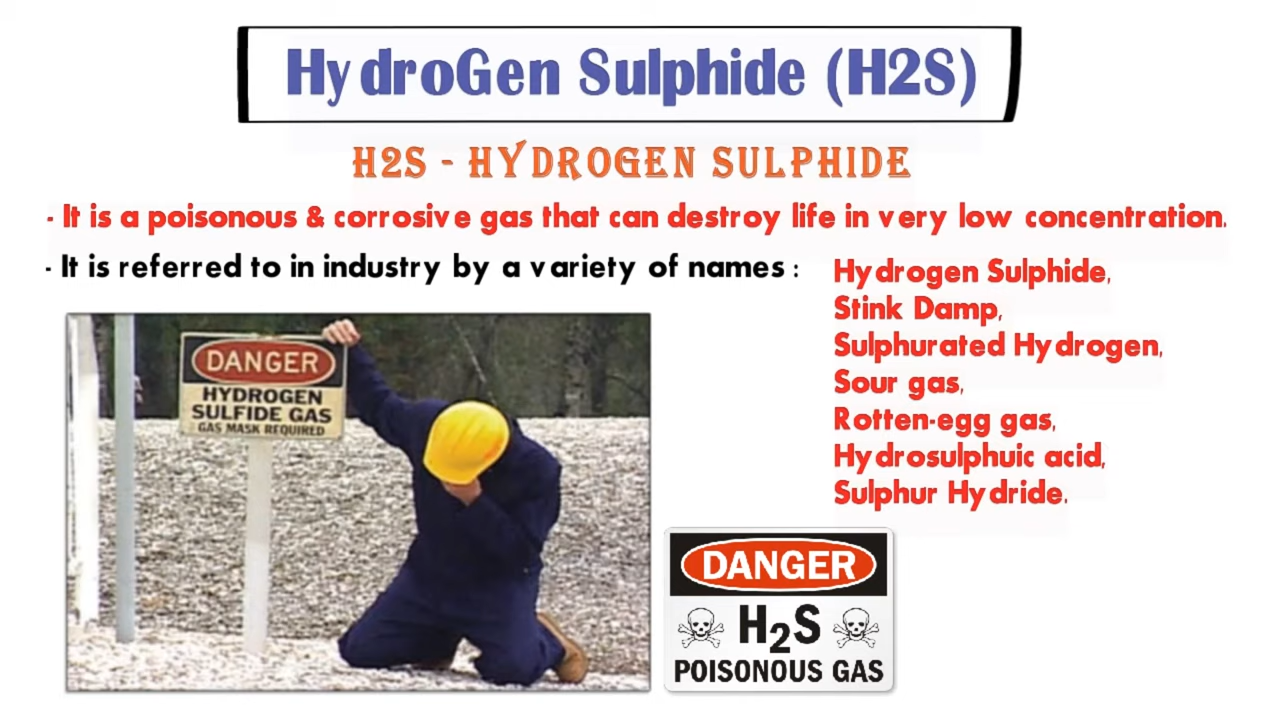 HydroGen Sulphide (H2S)
H2S - HYDROGEN SULPHIDE
- It is a poisonous & corrosive gas that can destroy life in very low concentration.
- It is referred to in industry by a variety of names :
Hydrogen Sulphide,
Stink Damp,
Sulphurated Hydrogen,
Sour gas,
Rotten-egg gas,
Hydrosulphuic acid,
Sulphur Hydride.
DANGER
HYDROGEN
SULFIDE GAS
GAS MASK REQUIRED
DANGER
H2S
POISONOUS GAS